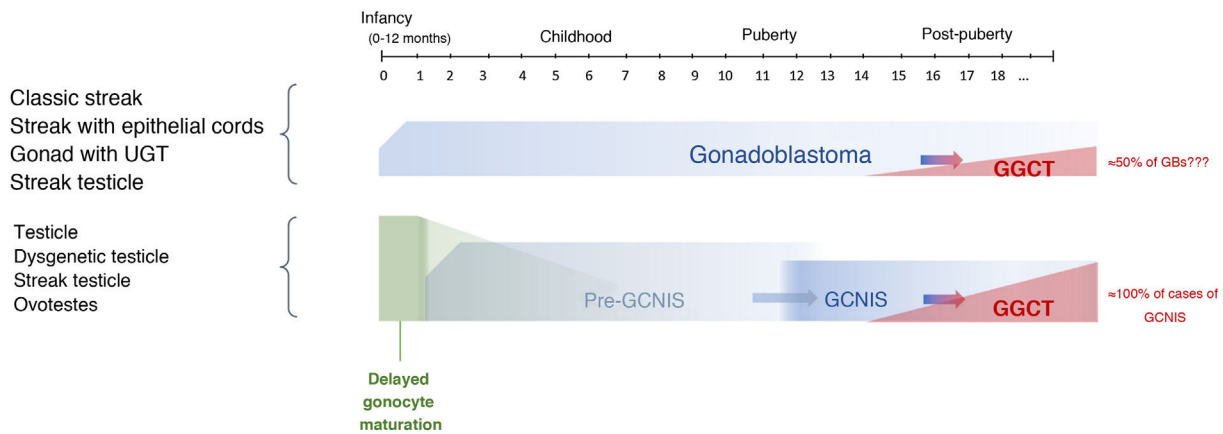 Infancy
(0-12 months)
Childhood
Puberty
Post-puberty
0 1 2 3 4 5 6 7 8 9 10 11 12 13 14 15 16 17 18 ...
Classic streak
Streak with epithelial cords
Gonad with UGT
Streak testicle
Gonadoblastoma
GGCT
≈50% of GBs???
Testicle
Dysgenetic testicle
Streak testicle
Ovotestes
Pre-GCNIS
GCNIS
GGCT
≈100% of cases of
GCNIS
Delayed
gonocyte
maturation